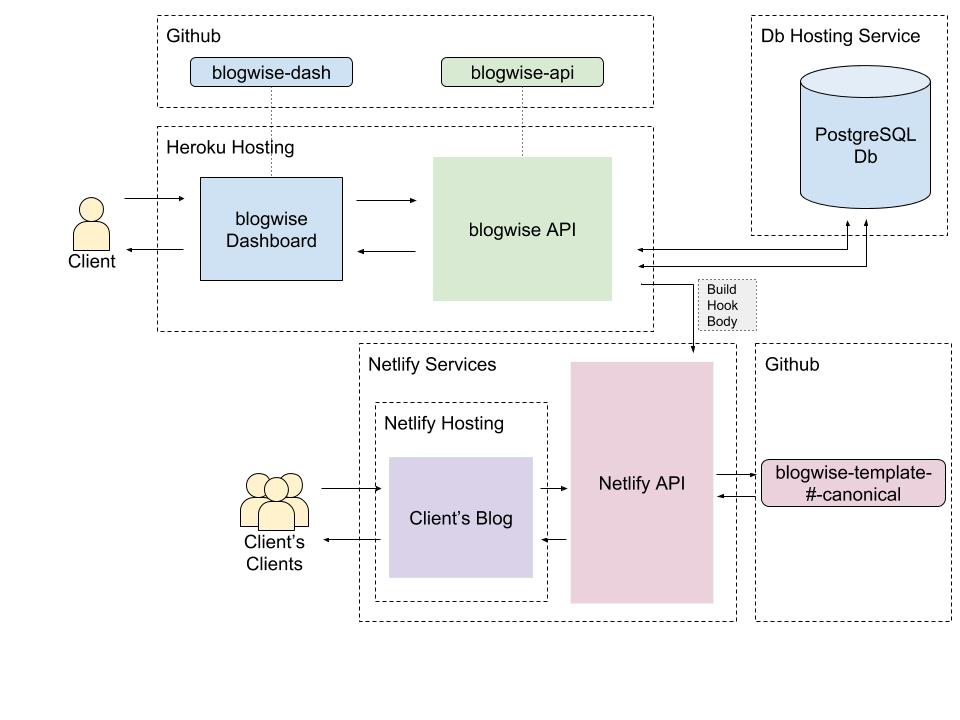 Github
blogwise-dash
blogwise-api
Db Hosting Service
PostgreSQL
Db
Heroku Hosting
blogwise
Dashboard
blogwise API
Client
Build
Hook
Body
Netlify Services
Github
Netlify Hosting
Netlify API
blogwise-template-
#-canonical
Client's Blog
Client's
Clients